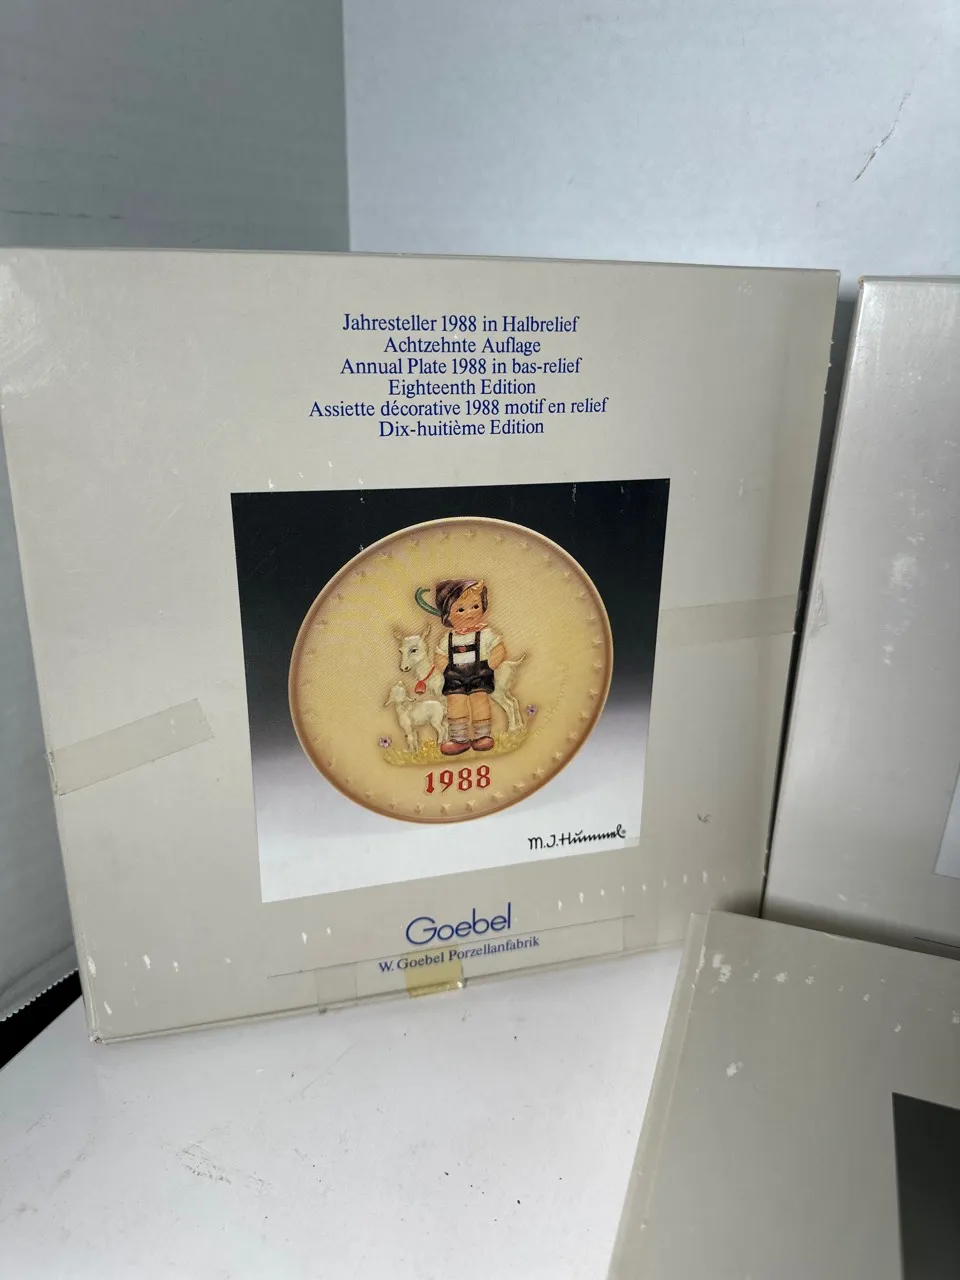 Jahresteller 1988 in Halbrelief
Achtzehnte Auflage
Annual Plate 1988 in bas-relief
Eighteenth Edition
Assiette décorative 1988 motif en relief
Dix-huitième Edition
1988
M.J.Hummel®
Goebel
W. Goebel Porzellanfabrik